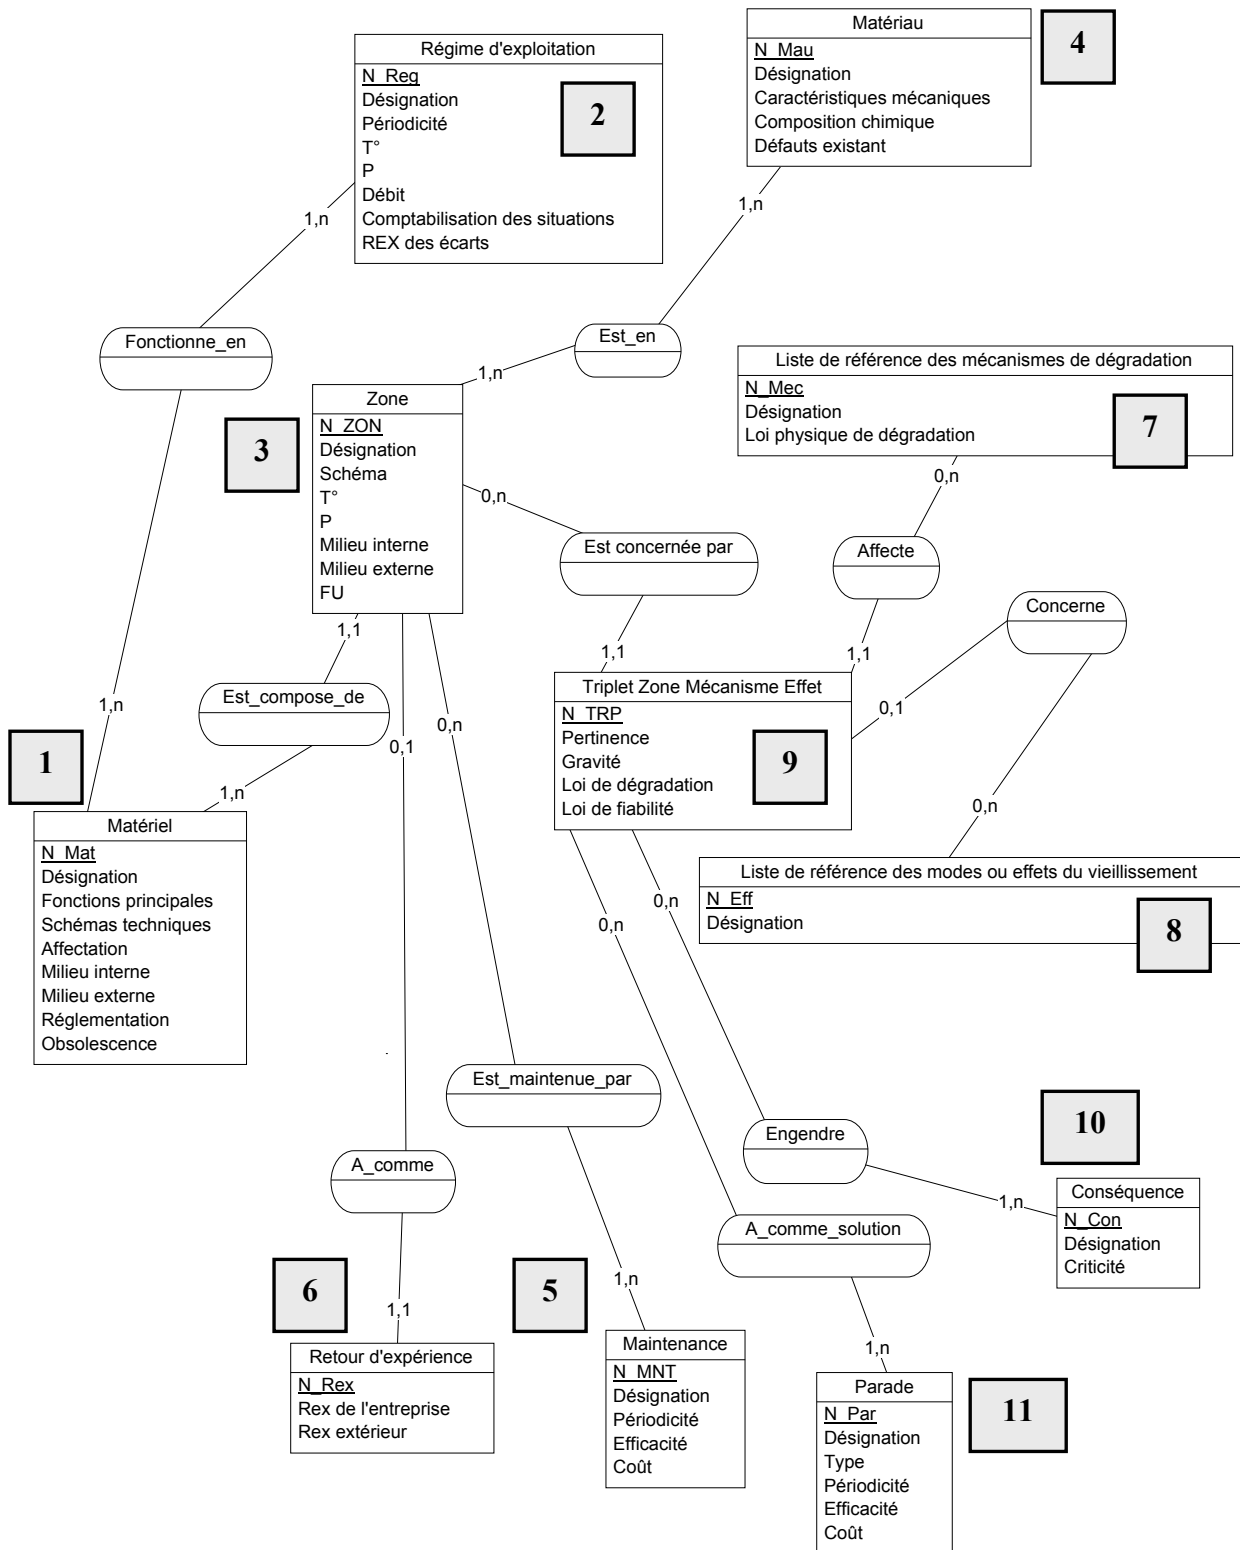 Matériau
N_Mau
Désignation
Caractéristiques mécaniques
Composition chimique
Défauts existant
4
Régime d'exploitation
N_Reg
Désignation
Périodicité
T°
P
Débit
Comptabilisation des situations
REX des écarts
2
1,n
1,n
Fonctionne_en
Est_en
1,n
Liste de référence des mécanismes de dégradation
N_Mec
Désignation
Loi physique de dégradation
7
Zone
N_ZON
Désignation
Schéma
T°
P
Milieu interne
Milieu externe
FU
3
0,n
0,n
Est concernée par
Affecte
Concerne
1,1
1,1
1,1
Est_compose_de
1,n
0,n
0,1
1,n
Triplet Zone Mécanisme Effet
N_TRP
Pertinence
Gravité
Loi de dégradation
Loi de fiabilité
9
0,1
0,n
1
Matériel
N_Mat
Désignation
Fonctions principales
Schémas techniques
Affectation
Milieu interne
Milieu externe
Réglementation
Obsolescence
Liste de référence des modes ou effets du vieillissement
N_Eff
Désignation
8
0,n
0,n
Est_maintenue_par
Engendre
10
A_comme
1,n
Conséquence
N_Con
Désignation
Criticité
A_comme_solution
6
5
1,n
1,1
1,n
Retour d'expérience
N_Rex
Rex de l'entreprise
Rex extérieur
Maintenance
N_MNT
Désignation
Périodicité
Efficacité
Coût
Parade
N_Par
Désignation
Type
Périodicité
Efficacité
Coût
11